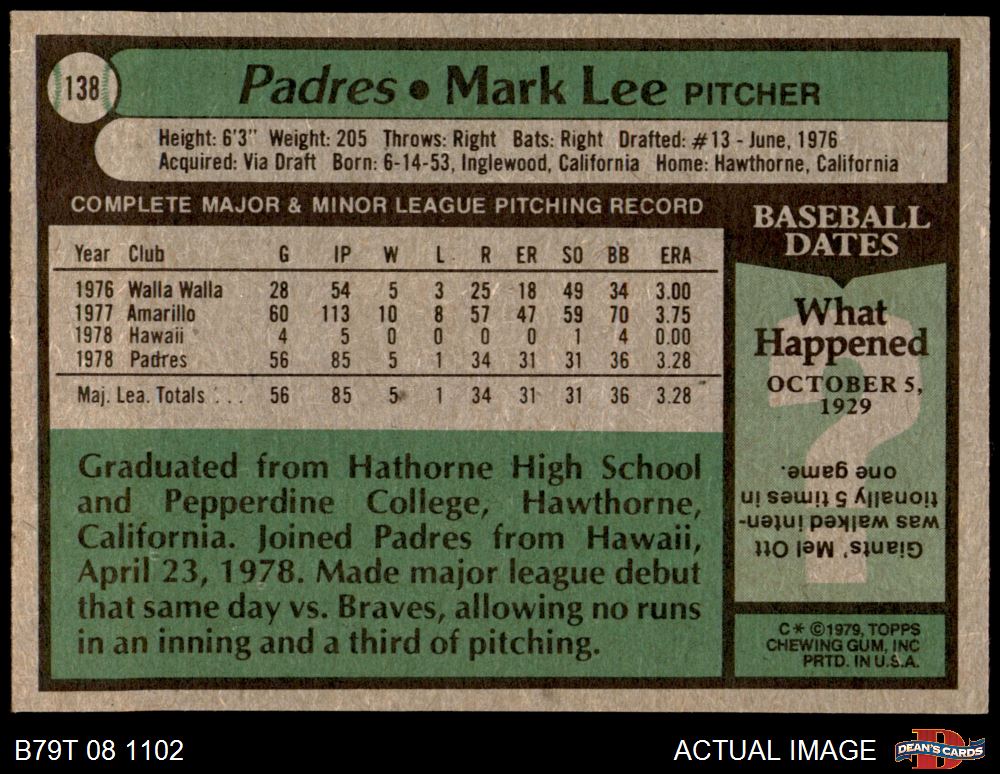 138
Padres • Mark Lee PITCHER
Height: 6'3" Weight: 205 Throws: Right Bats: Right Drafted: #13 - June, 1976
Acquired: Via Draft Born: 6-14-53, Inglewood, California Home: Hawthorne, California
COMPLETE MAJOR & MINOR LEAGUE PITCHING RECORD
Year Club G IP W L R ER SO BB ERA
1976 Walla Walla 28 54 5 3 25 18 49 34 3.00
1977 Amarillo 60 113 10 8 57 47 59 70 3.75
1978 Hawaii 4 5 0 0 0 0 1 4 0.00
1978 Padres 56 85 5 1 34 31 31 36 3.28
Maj. Lea. Totals . . . 56 85 5 1 34 31 31 36 3.28
Graduated from Hathorne High School
and Pepperdine College, Hawthorne,
California. Joined Padres from Hawaii,
April 23, 1978. Made major league debut
that same day vs. Braves, allowing no runs
in an inning and a third of pitching.
BASEBALL
DATES
What
Happened
OCTOBER 5,
1929
Giants', Mel Ott
was walked inten-
tionally 5 times in
one game.
C* ©1979, TOPPS
CHEWING GUM, INC
PRTD. IN U.S.A.
B79T 08 1102
ACTUAL IMAGE
D
DEAN'S CARDS